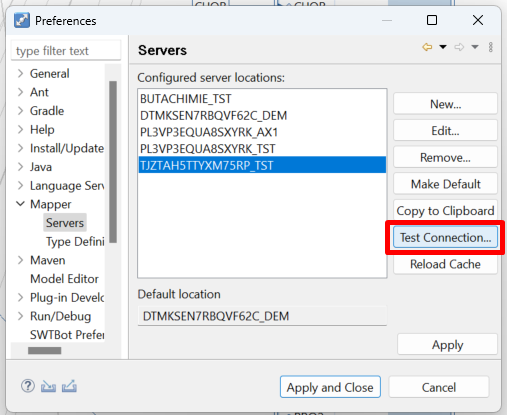 Preferences
type filter text
General
Ant
Gradle
Help
Install/Update
Java
Language Serv
Mapper
Servers
Type Defini
Maven
Model Editor
Plug-in Develo
Run/Debug
SWTBot Prefer
Servers
Configured server locations:
BUTACHIMIE_TST
DTMKSEN7RBQVF62C_DEM
PL3VP3EQUA8SXYRK_AX1
PL3VP3EQUA8SXYRK_TST
TJZTAH5TTYXM75RP_TST
New...
Edit...
Remove...
Make Default
Copy to Clipboard
Test Connection...
Reload Cache
Default location
DTMKSEN7RBQVF62C_DEM
Apply
Apply and Close
Cancel